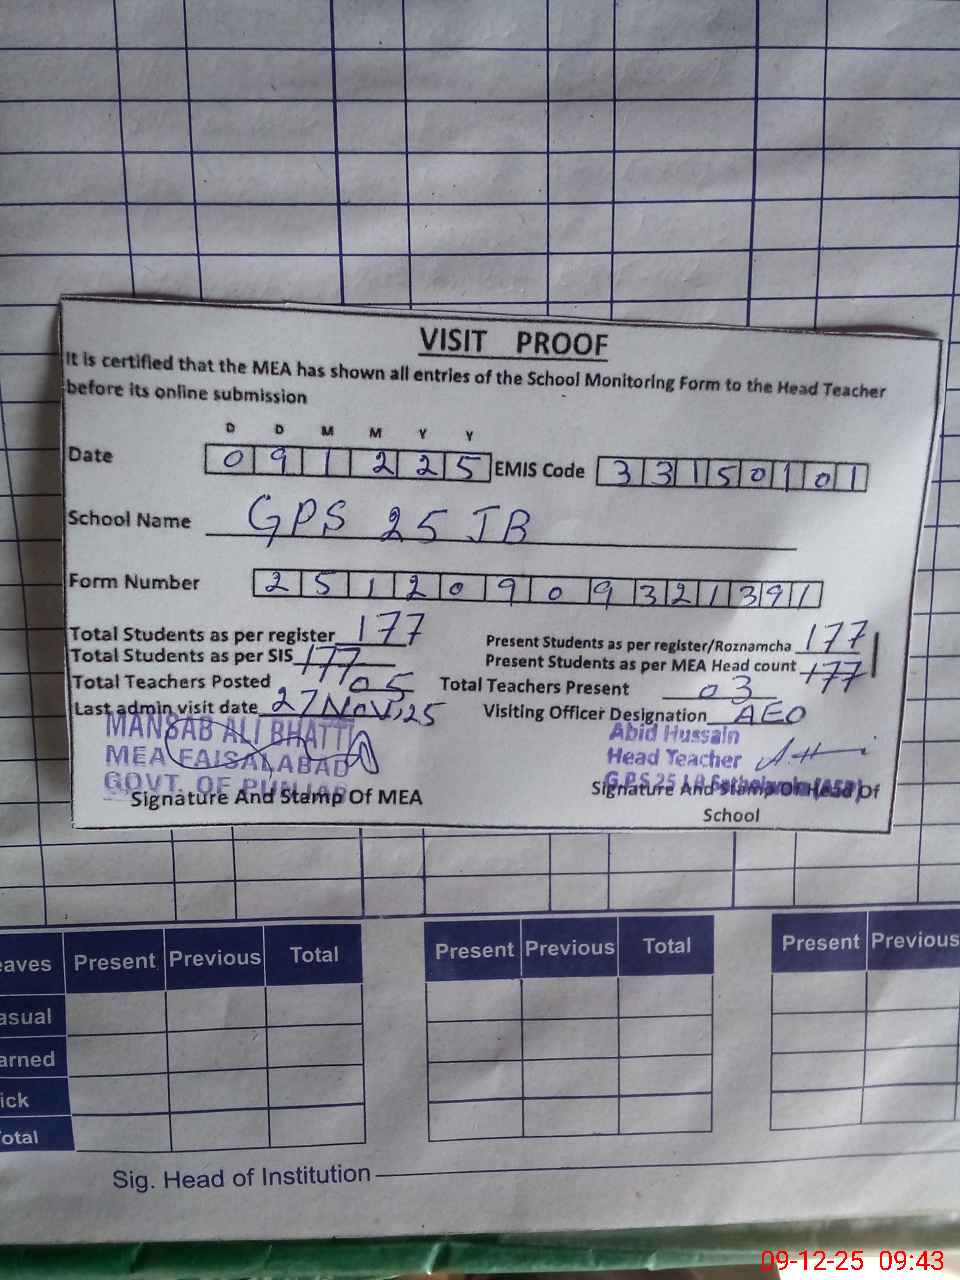 VISIT PROOF
It is certified that the MEA has shown all entries of the School Monitoring Form to the Head Teacher
before its online submission
D D M M Y Y
Date 0 9 1 2 2 5 EMIS Code 3 3 1 5 0 1 0 1
School Name GPS 25 JB
Form Number 2 5 1 2 0 9 0 9 3 2 1 3 9 1
Total Students as per register 177 Present Students as per register/Roznamcha 177
Total Students as per SIS 177 Present Students as per MEA Head count 177
Total Teachers Posted 05 Total Teachers Present 03
Last admin visit date 27 Nov, 25 Visiting Officer Designation AEO
MANSAB ALI BHATTI Abid Hussain
MEA FAISALABAD Head Teacher
GOVT. OF PUNJAB G.P.S 25 J.B
Signature And Stamp Of MEA Signature And Stamp Of Head Of
School
eaves Present Previous Total Present Previous Total Present Previous
asual
arned
ick
otal
Sig. Head of Institution
09-12-25 09:43